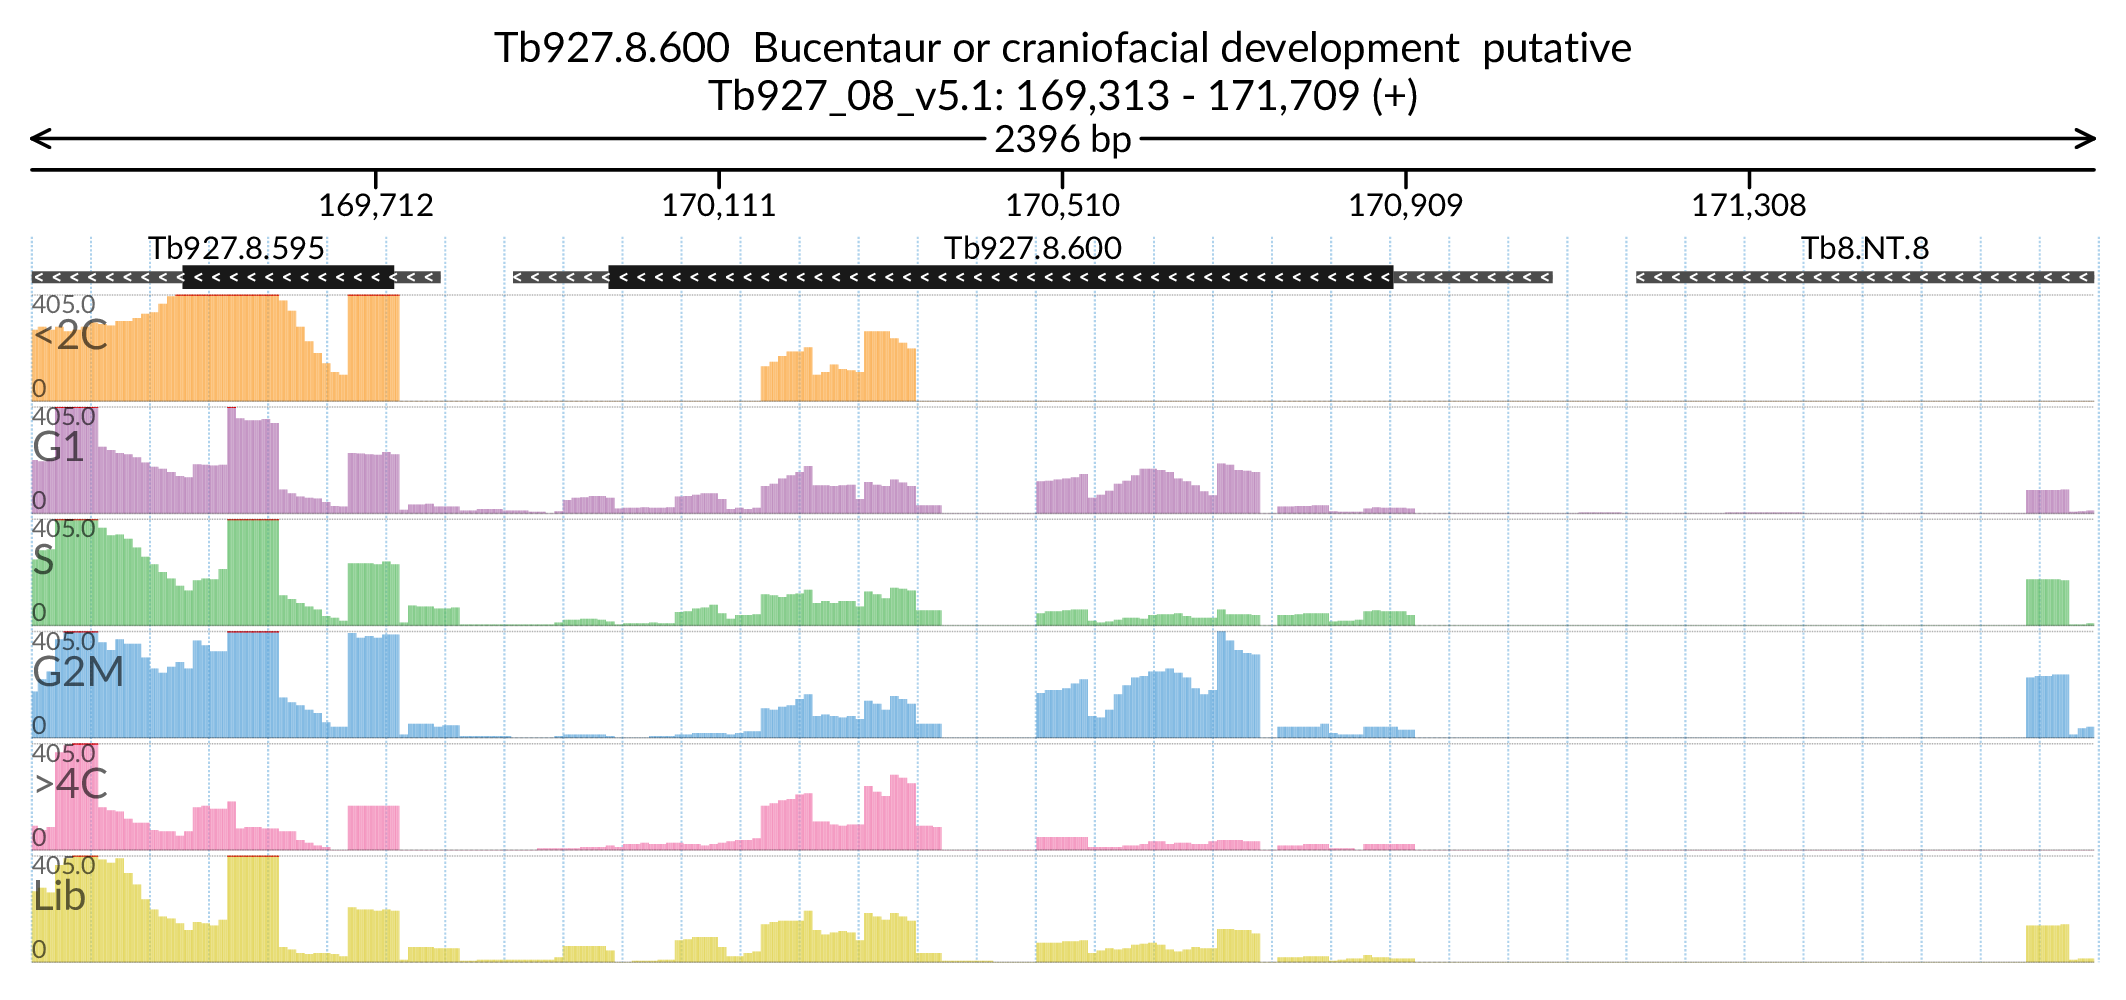 Tb927.8.600  Bucentaur or craniofacial development  putative
Tb927_08_v5.1: 169,313 - 171,709 (+)
2396 bp
169,712 170,111 170,510 170,909 171,308
Tb927.8.595 Tb927.8.600 Tb8.NT.8
405.0
<2C
0
405.0
G1
0
405.0
S
0
405.0
G2M
0
405.0
>4C
0
405.0
Lib
0